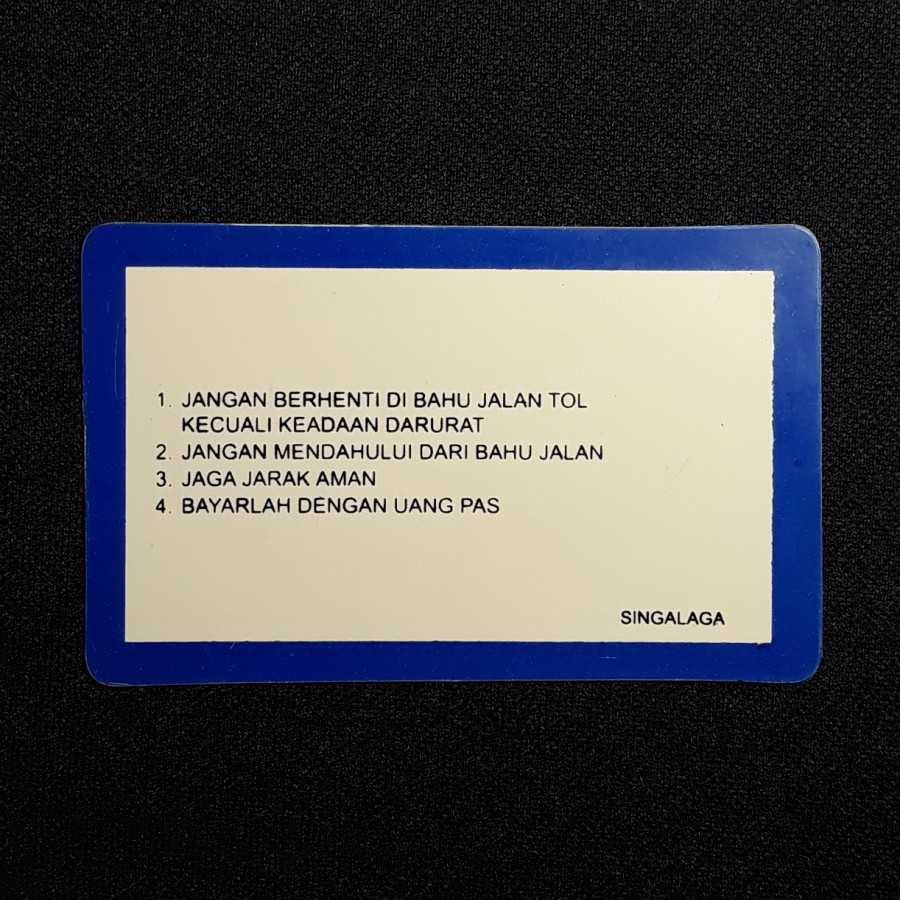 1. JANGAN BERHENTI DI BAHU JALAN TOL
KECUALI KEADAAN DARURAT
2. JANGAN MENDAHULUI DARI BAHU JALAN
3. JAGA JARAK AMAN
4. BAYARLAH DENGAN UANG PAS
SINGALAGA